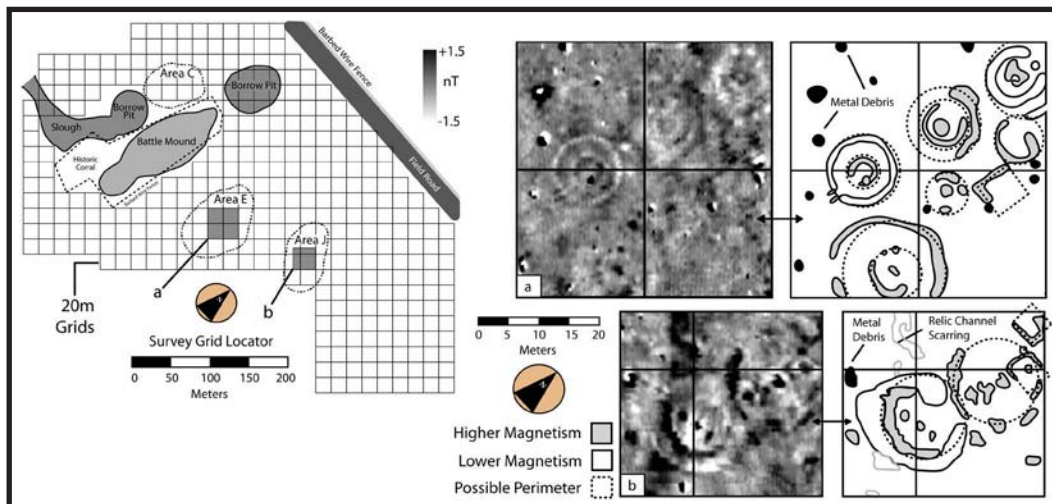 Area C
Borrow Pit
Borrow
Pit
Slough
Battle Mound
Historic
Corral
Barbed Wire Fence
Field Road
+1.5
nT
-1.5
Area E
Area J
a
b
20m
Grids
Survey Grid Locator
0 50 100 150 200
Meters
0 5 10 15 20
Meters
Higher Magnetism
Lower Magnetism
Possible Perimeter
a
Metal Debris
b
Metal
Debris
Relic Channel
Scarring